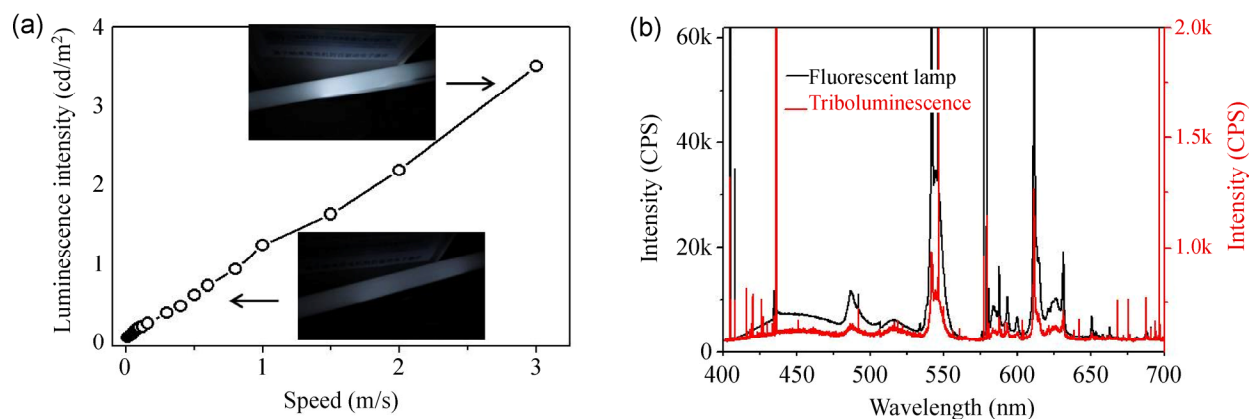 (a)
Luminescence intensity (cd/m²)
4
3
2
1
0
0
1
2
3
Speed (m/s)
(b)
Intensity (CPS)
60k
40k
20k
0
Fluorescent lamp
Triboluminescence
2.0k
1.5k
1.0k
Intensity (CPS)
400
450
500
550
600
650
700
Wavelength (nm)